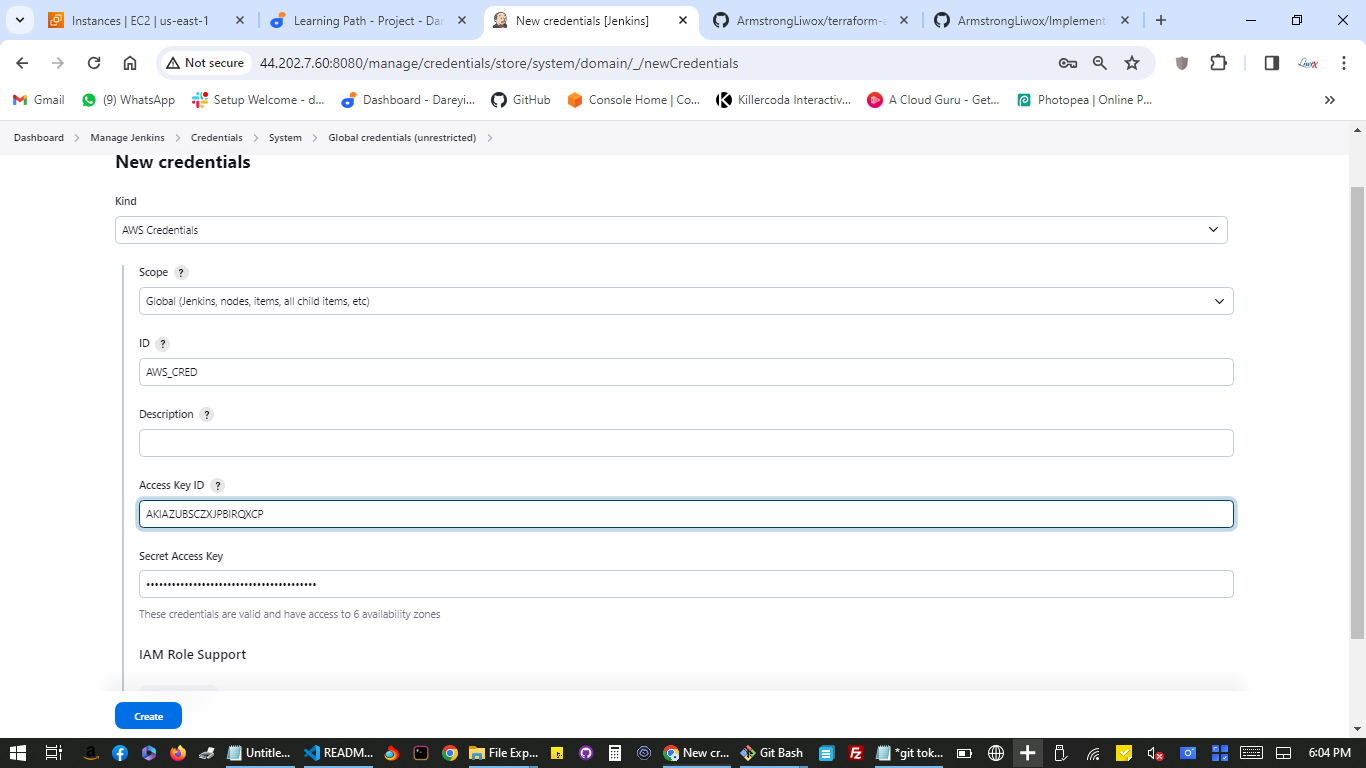 Instances | EC2 | us-east-1
Learning Path - Project - Dar
New credentials [Jenkins]
ArmstrongLiwox/terraform-a
ArmstrongLiwox/Implementi
Not secure
44.202.7.60:8080/manage/credentials/store/system/domain/_/newCredentials
Gmail
(9) WhatsApp
Setup Welcome - d...
Dashboard - Dareyi...
GitHub
Console Home | Co...
Killercoda Interactiv...
A Cloud Guru - Get...
Photopea | Online P...
Dashboard
Manage Jenkins
Credentials
System
Global credentials (unrestricted)
New credentials
Kind
AWS Credentials
Scope ?
Global (Jenkins, nodes, items, all child items, etc)
ID ?
AWS_CRED
Description ?
Access Key ID ?
AKIAZUBSCZXJPBIRQXCP
Secret Access Key
••••••••••••••••••••••••••••••••••••••••
These credentials are valid and have access to 6 availability zones
IAM Role Support
Create
Untitle...
READM...
File Exp...
New cr...
Git Bash
*git tok...
6:04 PM